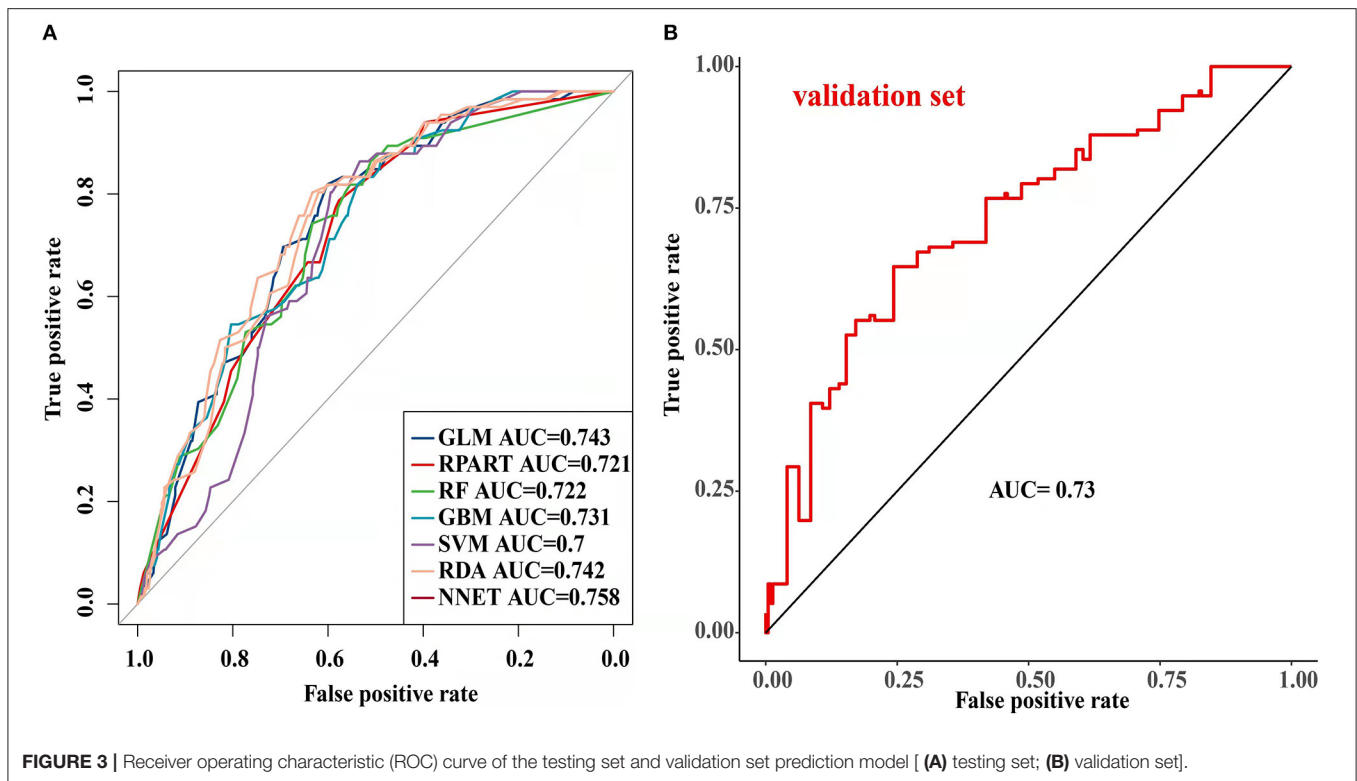 A
True positive rate
1.0
0.8
0.6
0.4
0.2
0.0
GLM AUC=0.743
RPART AUC=0.721
RF AUC=0.722
GBM AUC=0.731
SVM AUC=0.7
RDA AUC=0.742
NNET AUC=0.758
1.0 0.8 0.6 0.4 0.2 0.0
False positive rate
B
True positive rate
1.00
0.75
0.50
0.25
0.00
validation set
AUC= 0.73
0.00 0.25 0.50 0.75 1.00
False positive rate
FIGURE 3 | Receiver operating characteristic (ROC) curve of the testing set and validation set prediction model [ (A) testing set; (B) validation set].